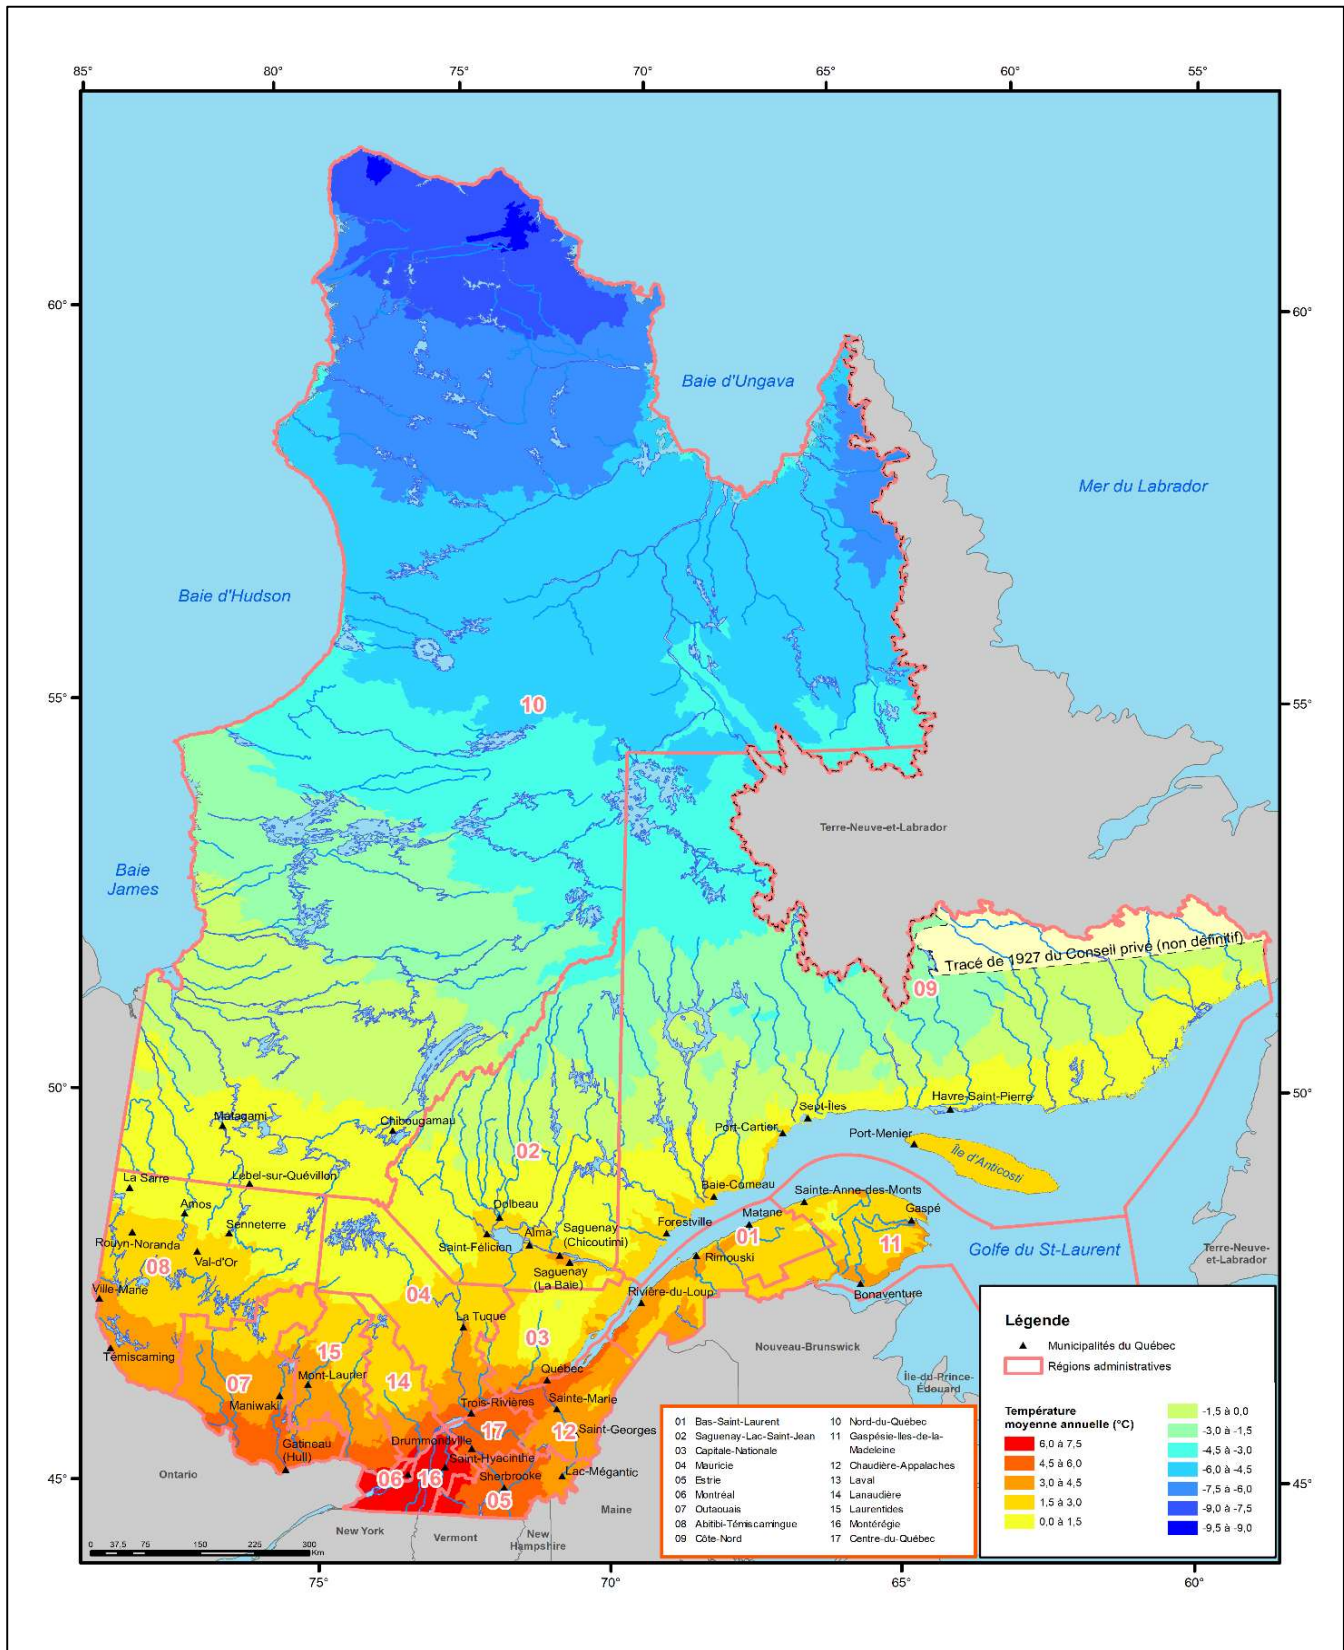 85° 80° 75° 70° 65° 60° 55°
60° 60°
Baie d'Ungava
Mer du Labrador
Baie d'Hudson
55° 10 55°
Terre-Neuve-et-Labrador
Baie
James
Tracé de 1927 du Conseil privé (non définitif)
09
50° 50°
Havre-Saint-Pierre
Sept-Îles
Matagami
Chibougamau
Port-Cartier
Port-Menier
02
Île d'Anticosti
La Sarre
Lebel-sur-Quévillon
Baie-Comeau
Sainte-Anne-des-Monts
Amos
Dolbeau
Matane
Gaspé
Senneterre
Forestville
Saguenay
(Chicoutimi)
Alma
01
11
Rouyn-Noranda
Saint-Félicien
Golfe du St-Laurent
Val-d'Or
Rimouski
Terre-Neuve-
et-Labrador
08
Saguenay
(La Baie)
Ville-Marie
04
Rivière-du-Loup
Bonaventure
La Tuque
03
Nouveau-Brunswick
Témiscaming
15
Québec
Île-du-Prince-
Édouard
07
14
Mont-Laurier
Maniwaki
Trois-Rivières
Sainte-Marie
17
12
Saint-Georges
Drummondville
Gatineau
(Hull)
Saint-Hyacinthe
Lac-Mégantic
Sherbrooke
06
16
05
45° 45°
Ontario
Maine
New York
Vermont
New
Hampshire
0 37,5 75 150 225 300
Km
75° 70° 65° 60°
01 Bas-Saint-Laurent
02 Saguenay-Lac-Saint-Jean
03 Capitale-Nationale
04 Mauricie
05 Estrie
06 Montréal
07 Outaouais
08 Abitibi-Témiscamingue
09 Côte-Nord
10 Nord-du-Québec
11 Gaspésie-Iles-de-la-
Madeleine
12 Chaudière-Appalaches
13 Laval
14 Lanaudière
15 Laurentides
16 Montérégie
17 Centre-du-Québec
Légende
Municipalités du Québec
Régions administratives
Température
moyenne annuelle (°C)
6,0 à 7,5
4,5 à 6,0
3,0 à 4,5
1,5 à 3,0
0,0 à 1,5
-1,5 à 0,0
-3,0 à -1,5
-4,5 à -3,0
-6,0 à -4,5
-7,5 à -6,0
-9,0 à -7,5
-9,5 à -9,0